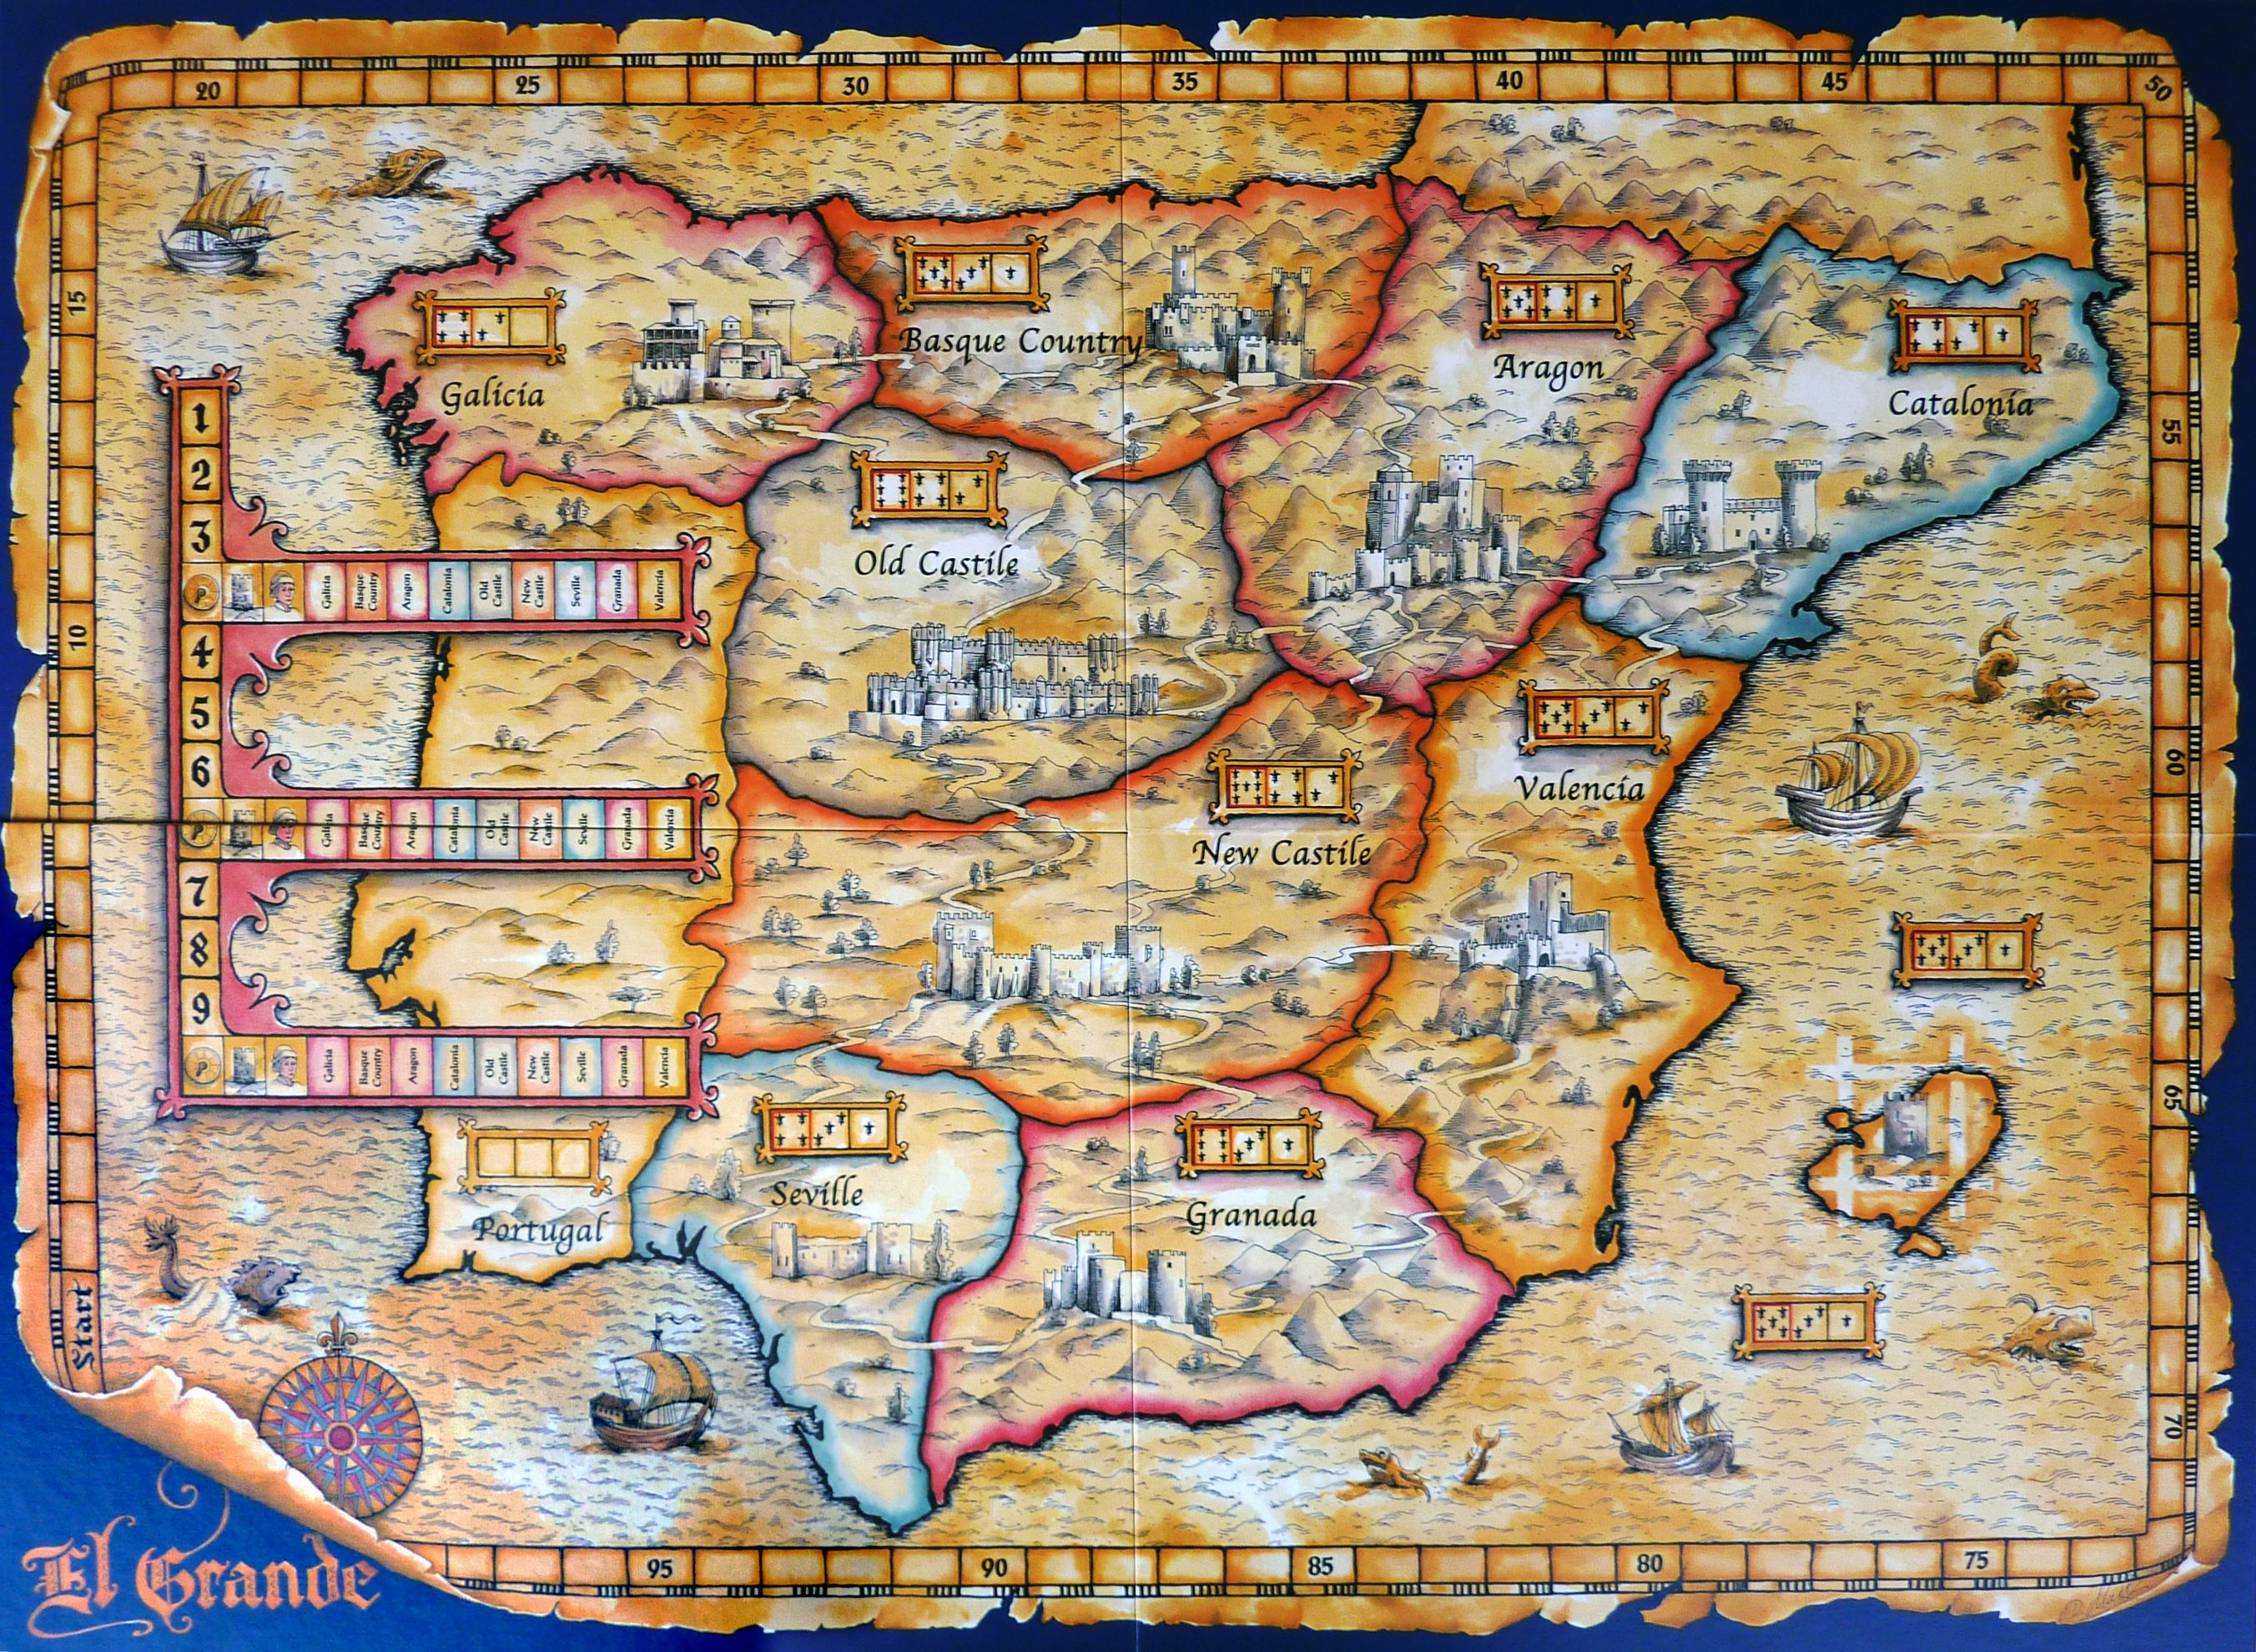 20 25 30 35 40 45 50
15
10
Start
55
60
65
70
95 90 85 80 75
Galicia
Basque Country
Aragon
Catalonia
Old Castile
Valencia
New Castile
Portugal
Seville
Granada
1
2
3
P Galicia Basque Country Aragon Catalonia Old Castile New Castile Seville Granada Valencia
4
5
6
P Galicia Basque Country Aragon Catalonia Old Castile New Castile Seville Granada Valencia
7
8
9
P Galicia Basque Country Aragon Catalonia Old Castile New Castile Seville Granada Valencia
El Grande